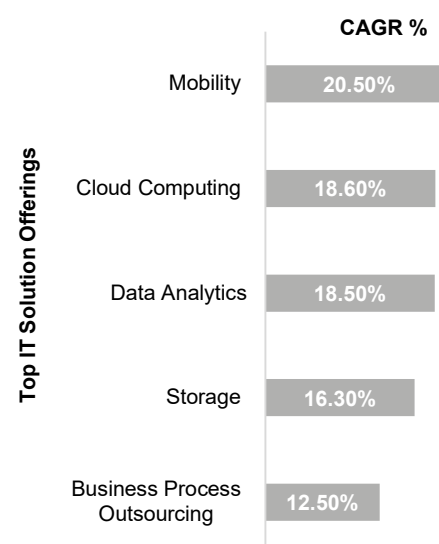 CAGR %
Top IT Solution Offerings
Mobility
20.50%
Cloud Computing
18.60%
Data Analytics
18.50%
Storage
16.30%
Business Process
Outsourcing
12.50%